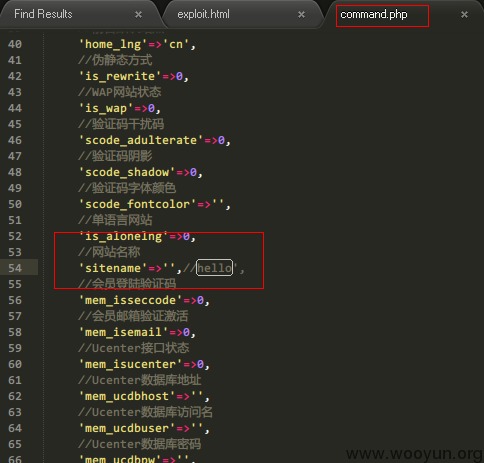 Find Results
exploit.html
command.php
40 'home_lng'=>'cn',
41 //伪静态方式
42 'is_rewrite'=>0,
43 //WAP网站状态
44 'is_wap'=>0,
45 //验证码干扰码
46 'scode_adulterate'=>0,
47 //验证码阴影
48 'scode_shadow'=>0,
49 //验证码字体颜色
50 'scode_fontcolor'=>'',
51 //单语言网站
52 'is_alonelng'=>0,
53 //网站名称
54 'sitename'=>'',//hello',
55 //会员登陆验证码
56 'mem_isseccode'=>0,
57 //会员邮箱验证激活
58 'mem_isemail'=>0,
59 //Ucenter接口状态
60 'mem_isucenter'=>0,
61 //Ucenter数据库地址
62 'mem_ucdbhost'=>'',
63 //Ucenter数据库访问名
64 'mem_ucdbuser'=>'',
65 //Ucenter数据库密码
66 'mem_ucdbpw'=>'',
www.wooyun.org